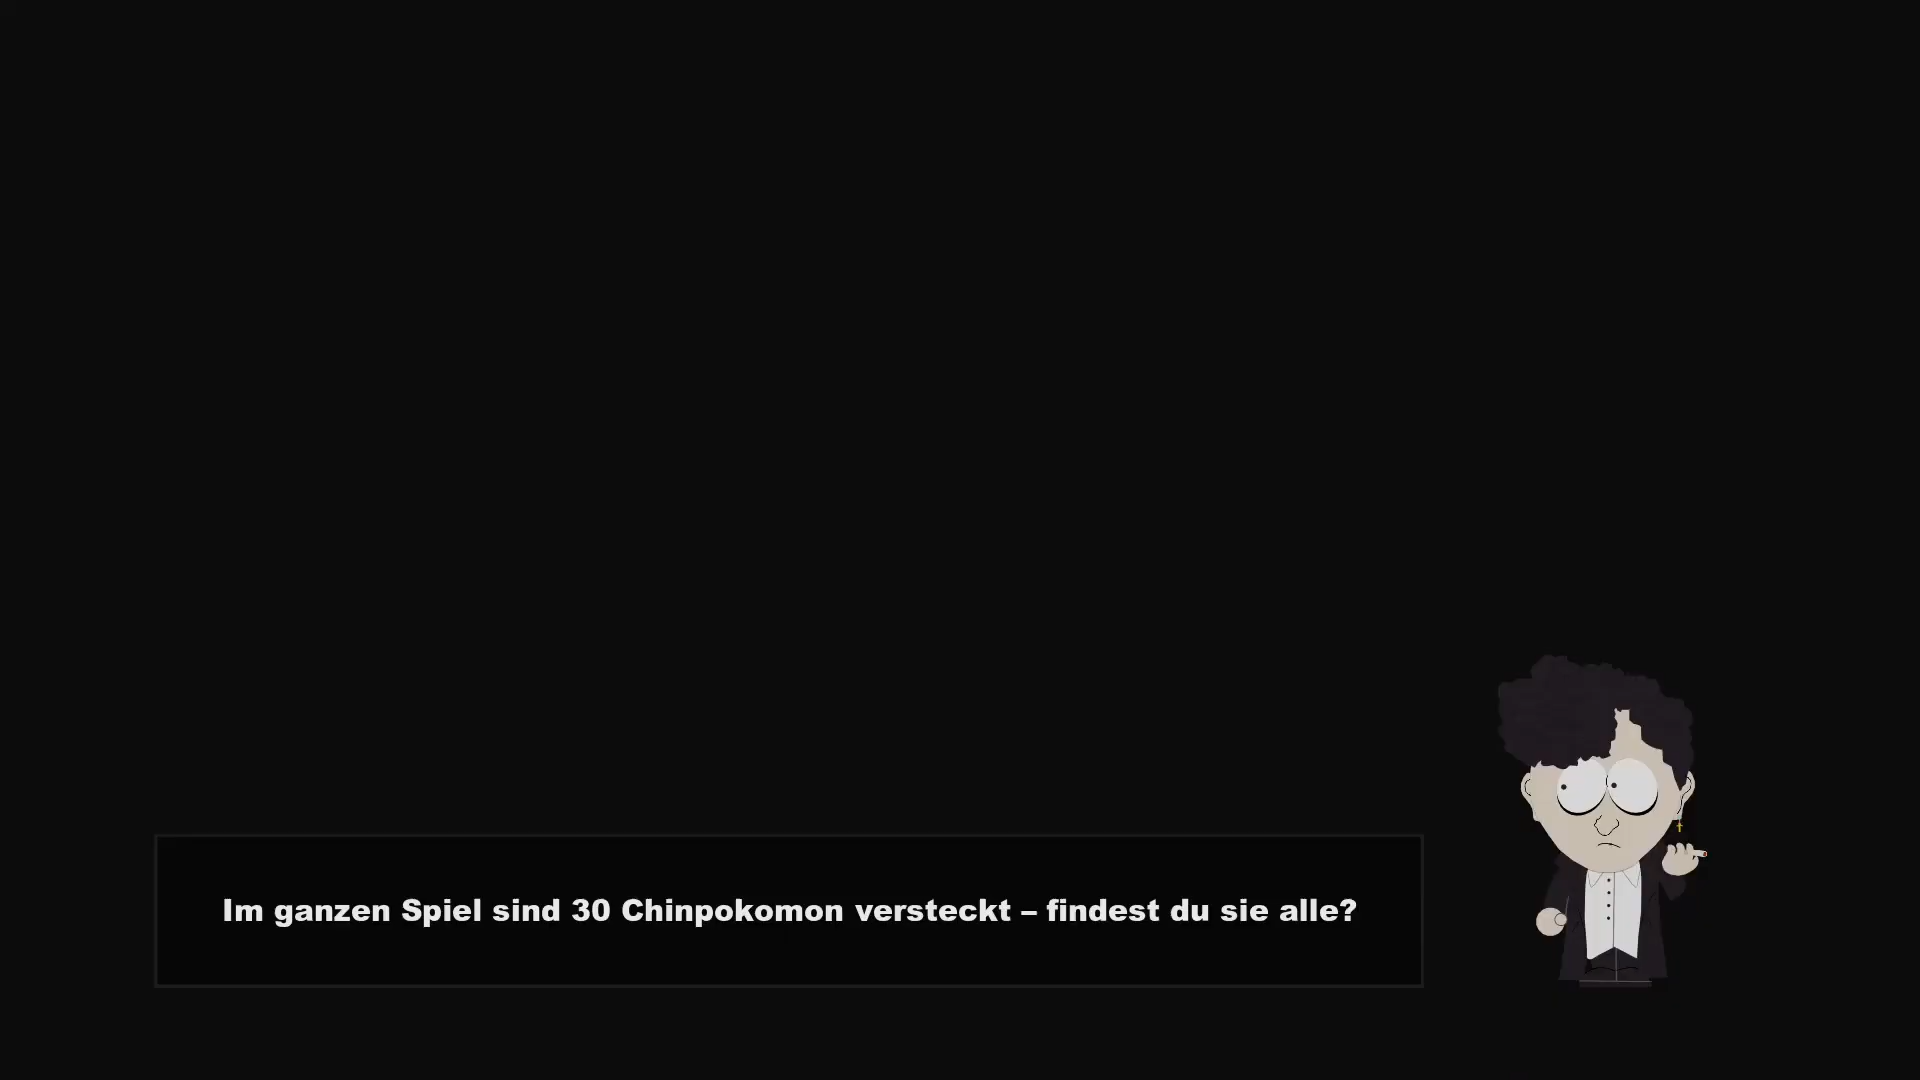 Im ganzen Spiel sind 30 Chinpokomon versteckt – findest du sie alle?